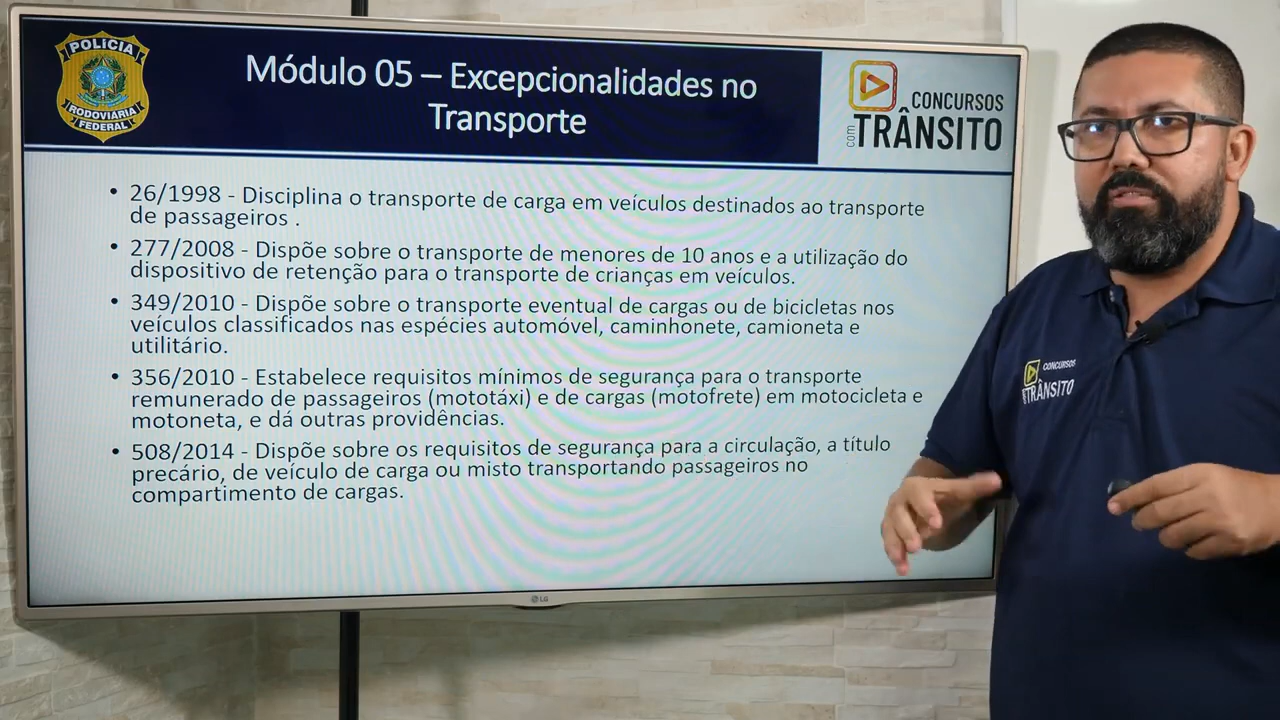 POLÍCIA
RODOVIÁRIA
FEDERAL
Módulo 05 – Excepcionalidades no
Transporte
CONCURSOS
com
TRÂNSITO
• 26/1998 - Disciplina o transporte de carga em veículos destinados ao transporte
de passageiros .
• 277/2008 - Dispõe sobre o transporte de menores de 10 anos e a utilização do
dispositivo de retenção para o transporte de crianças em veículos.
• 349/2010 - Dispõe sobre o transporte eventual de cargas ou de bicicletas nos
veículos classificados nas espécies automóvel, caminhonete, camioneta e
utilitário.
• 356/2010 - Estabelece requisitos mínimos de segurança para o transporte
remunerado de passageiros (mototáxi) e de cargas (motofrete) em motocicleta e
motoneta, e dá outras providências.
• 508/2014 - Dispõe sobre os requisitos de segurança para a circulação, a título
precário, de veículo de carga ou misto transportando passageiros no
compartimento de cargas.
LG
CONCURSOS
TRÂNSITO